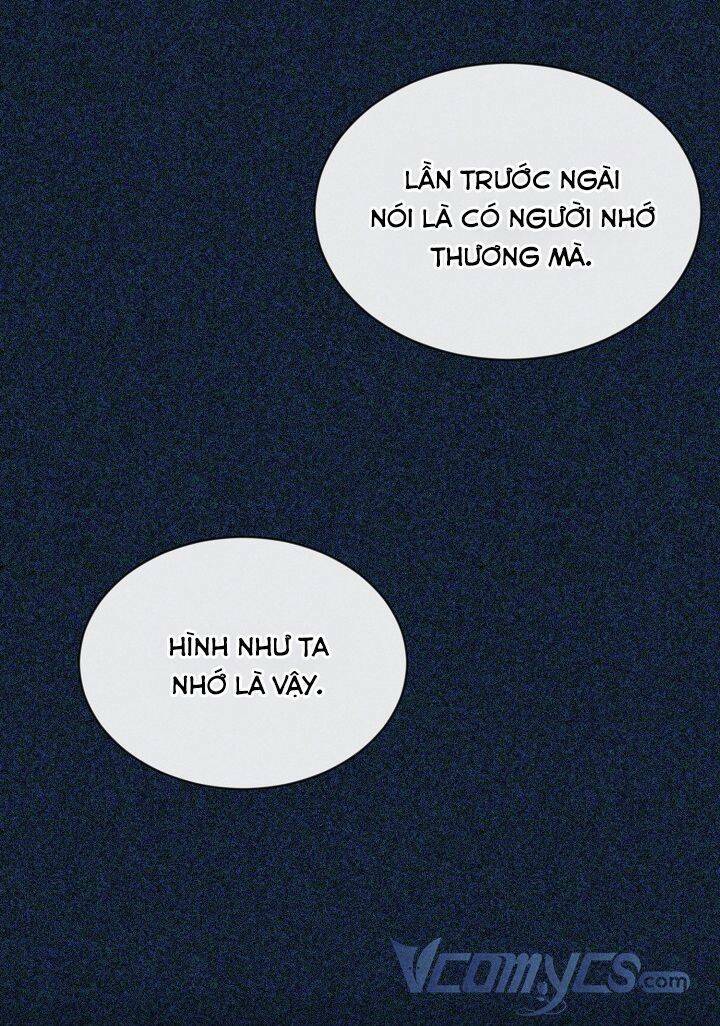 LẦN TRƯỚC NGÀI
NÓI LÀ CÓ NGƯỜI NHỚ
THƯƠNG MÀ.
HÌNH NHƯ TA
NHỚ LÀ VẬY.
VCOMYCS.com